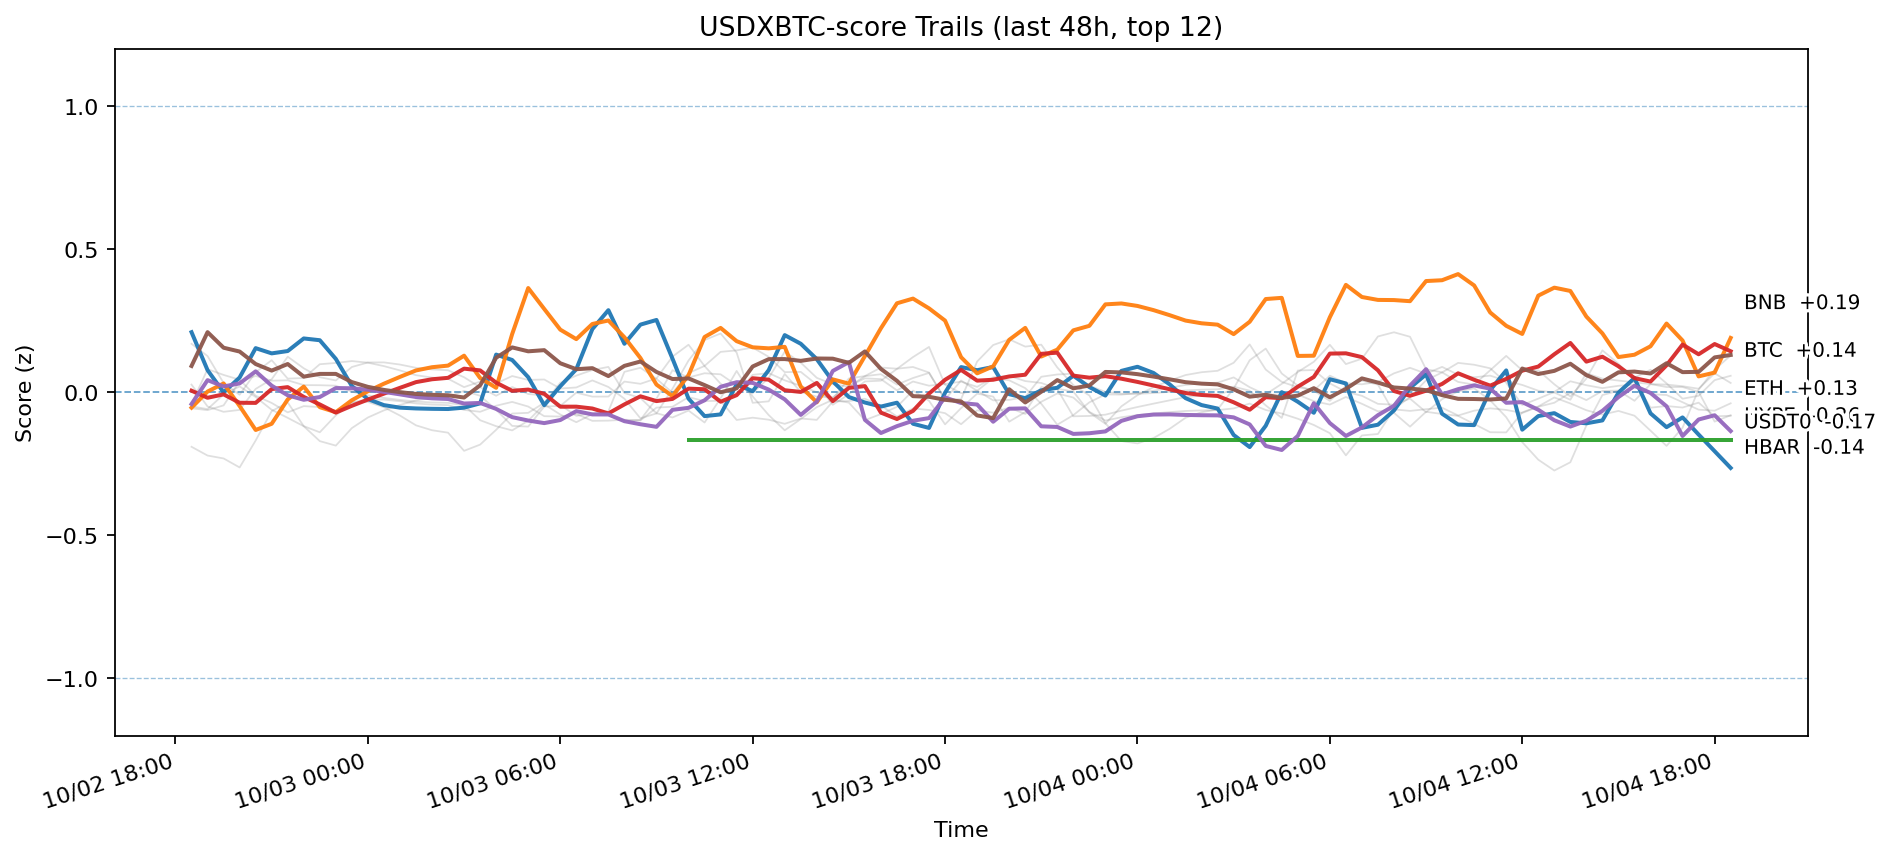 USDXBTC-score Trails (last 48h, top 12)
Score (z)
1.0
0.5
0.0
−0.5
−1.0
BNB +0.19
BTC +0.14
ETH +0.13
USDT0 -0.17
HBAR -0.14
10/02 18:00
10/03 00:00
10/03 06:00
10/03 12:00
10/03 18:00
10/04 00:00
10/04 06:00
10/04 12:00
10/04 18:00
Time